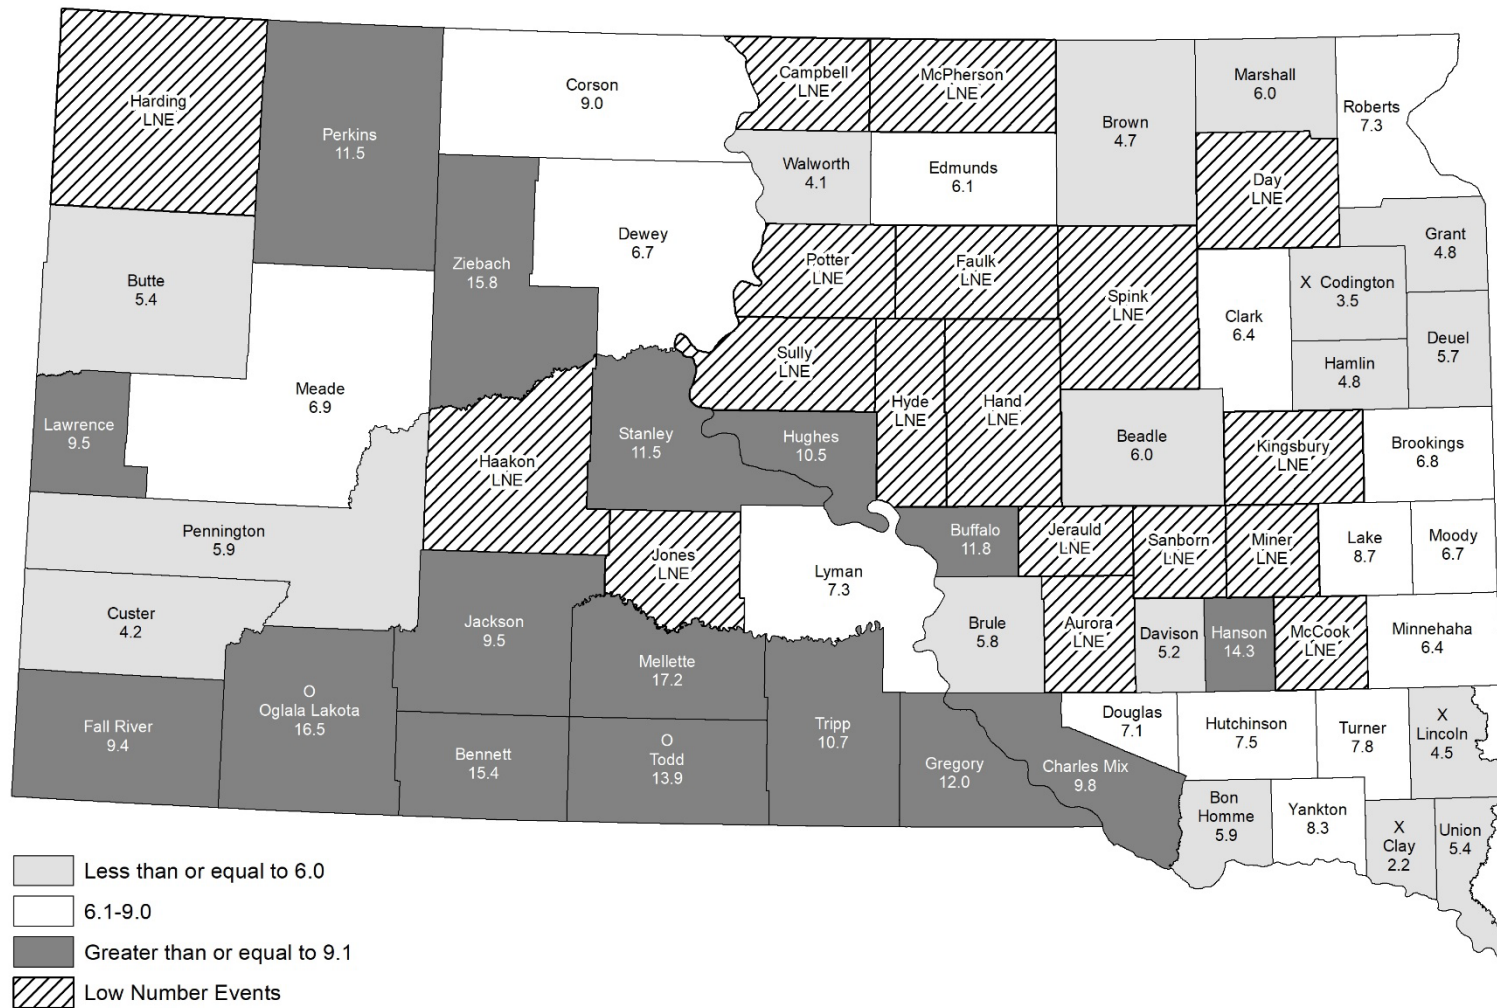 Harding
LNE
Perkins
11.5
Corson
9.0
Campbell
LNE
McPherson
LNE
Brown
4.7
Marshall
6.0
Roberts
7.3
Walworth
4.1
Edmunds
6.1
Day
LNE
Grant
4.8
Butte
5.4
Ziebach
15.8
Dewey
6.7
Potter
LNE
Faulk
LNE
Spink
LNE
Clark
6.4
X Codington
3.5
Deuel
5.7
Hamlin
4.8
Lawrence
9.5
Meade
6.9
Haakon
LNE
Stanley
11.5
Sully
LNE
Hughes
10.5
Hyde
LNE
Hand
LNE
Beadle
6.0
Kingsbury
LNE
Brookings
6.8
Pennington
5.9
Jones
LNE
Lyman
7.3
Buffalo
11.8
Jerauld
LNE
Sanborn
LNE
Miner
LNE
Lake
8.7
Moody
6.7
Custer
4.2
Jackson
9.5
Mellette
17.2
Brule
5.8
Aurora
LNE
Davison
5.2
Hanson
14.3
McCook
LNE
Minnehaha
6.4
Fall River
9.4
O
Oglala Lakota
16.5
Bennett
15.4
O
Todd
13.9
Tripp
10.7
Gregory
12.0
Charles Mix
9.8
Douglas
7.1
Hutchinson
7.5
Turner
7.8
X
Lincoln
4.5
Bon
Homme
5.9
Yankton
8.3
X
Clay
2.2
Union
5.4
Less than or equal to 6.0
6.1-9.0
Greater than or equal to 9.1
Low Number Events